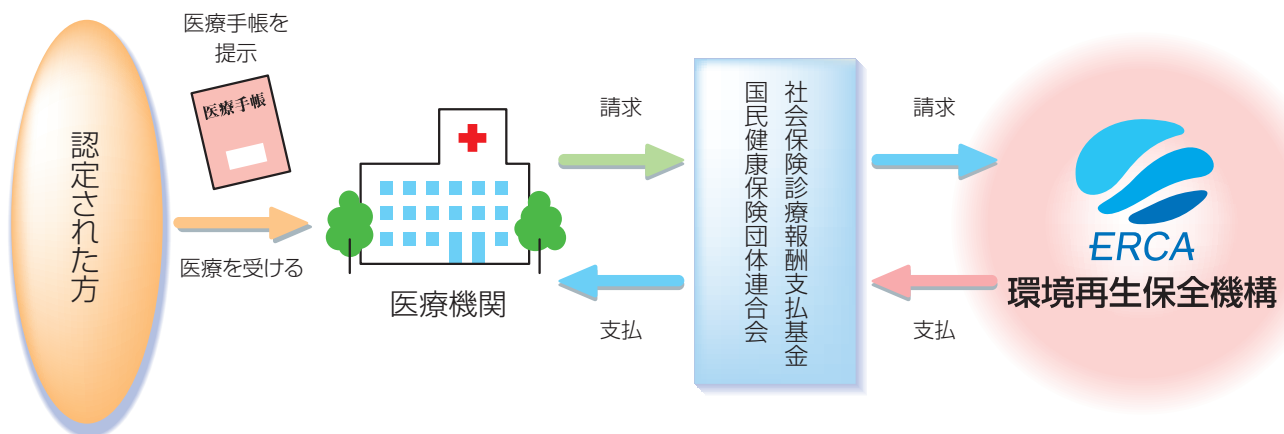 医療手帳を
提示
医療手帳
認定された方
医療を受ける
医療機関
請求
支払
社会保険診療報酬支払基金
国民健康保険団体連合会
請求
支払
ERCA
環境再生保全機構